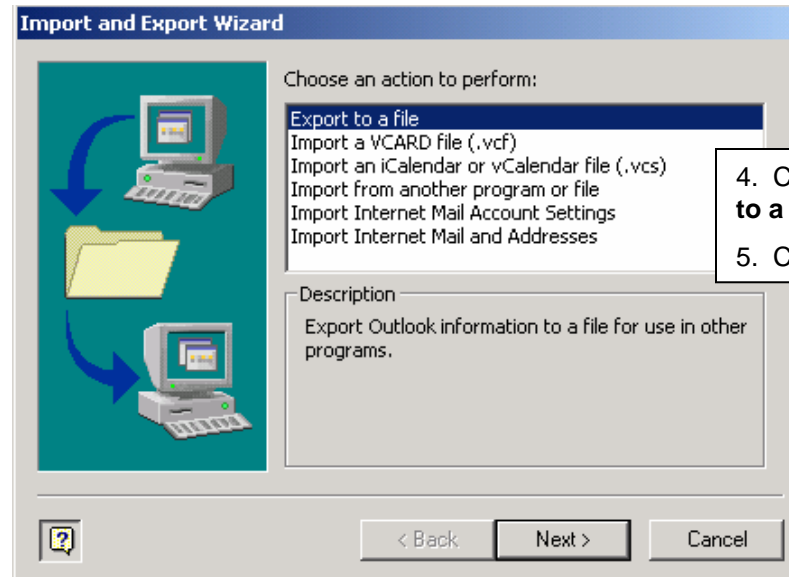 Import and Export Wizard
Choose an action to perform:
Export to a file
Import a VCARD file (.vcf)
Import an iCalendar or vCalendar file (.vcs)
Import from another program or file
Import Internet Mail Account Settings
Import Internet Mail and Addresses
4. C
to a
5. C
Description
Export Outlook information to a file for use in other
programs.
< Back
Next >
Cancel